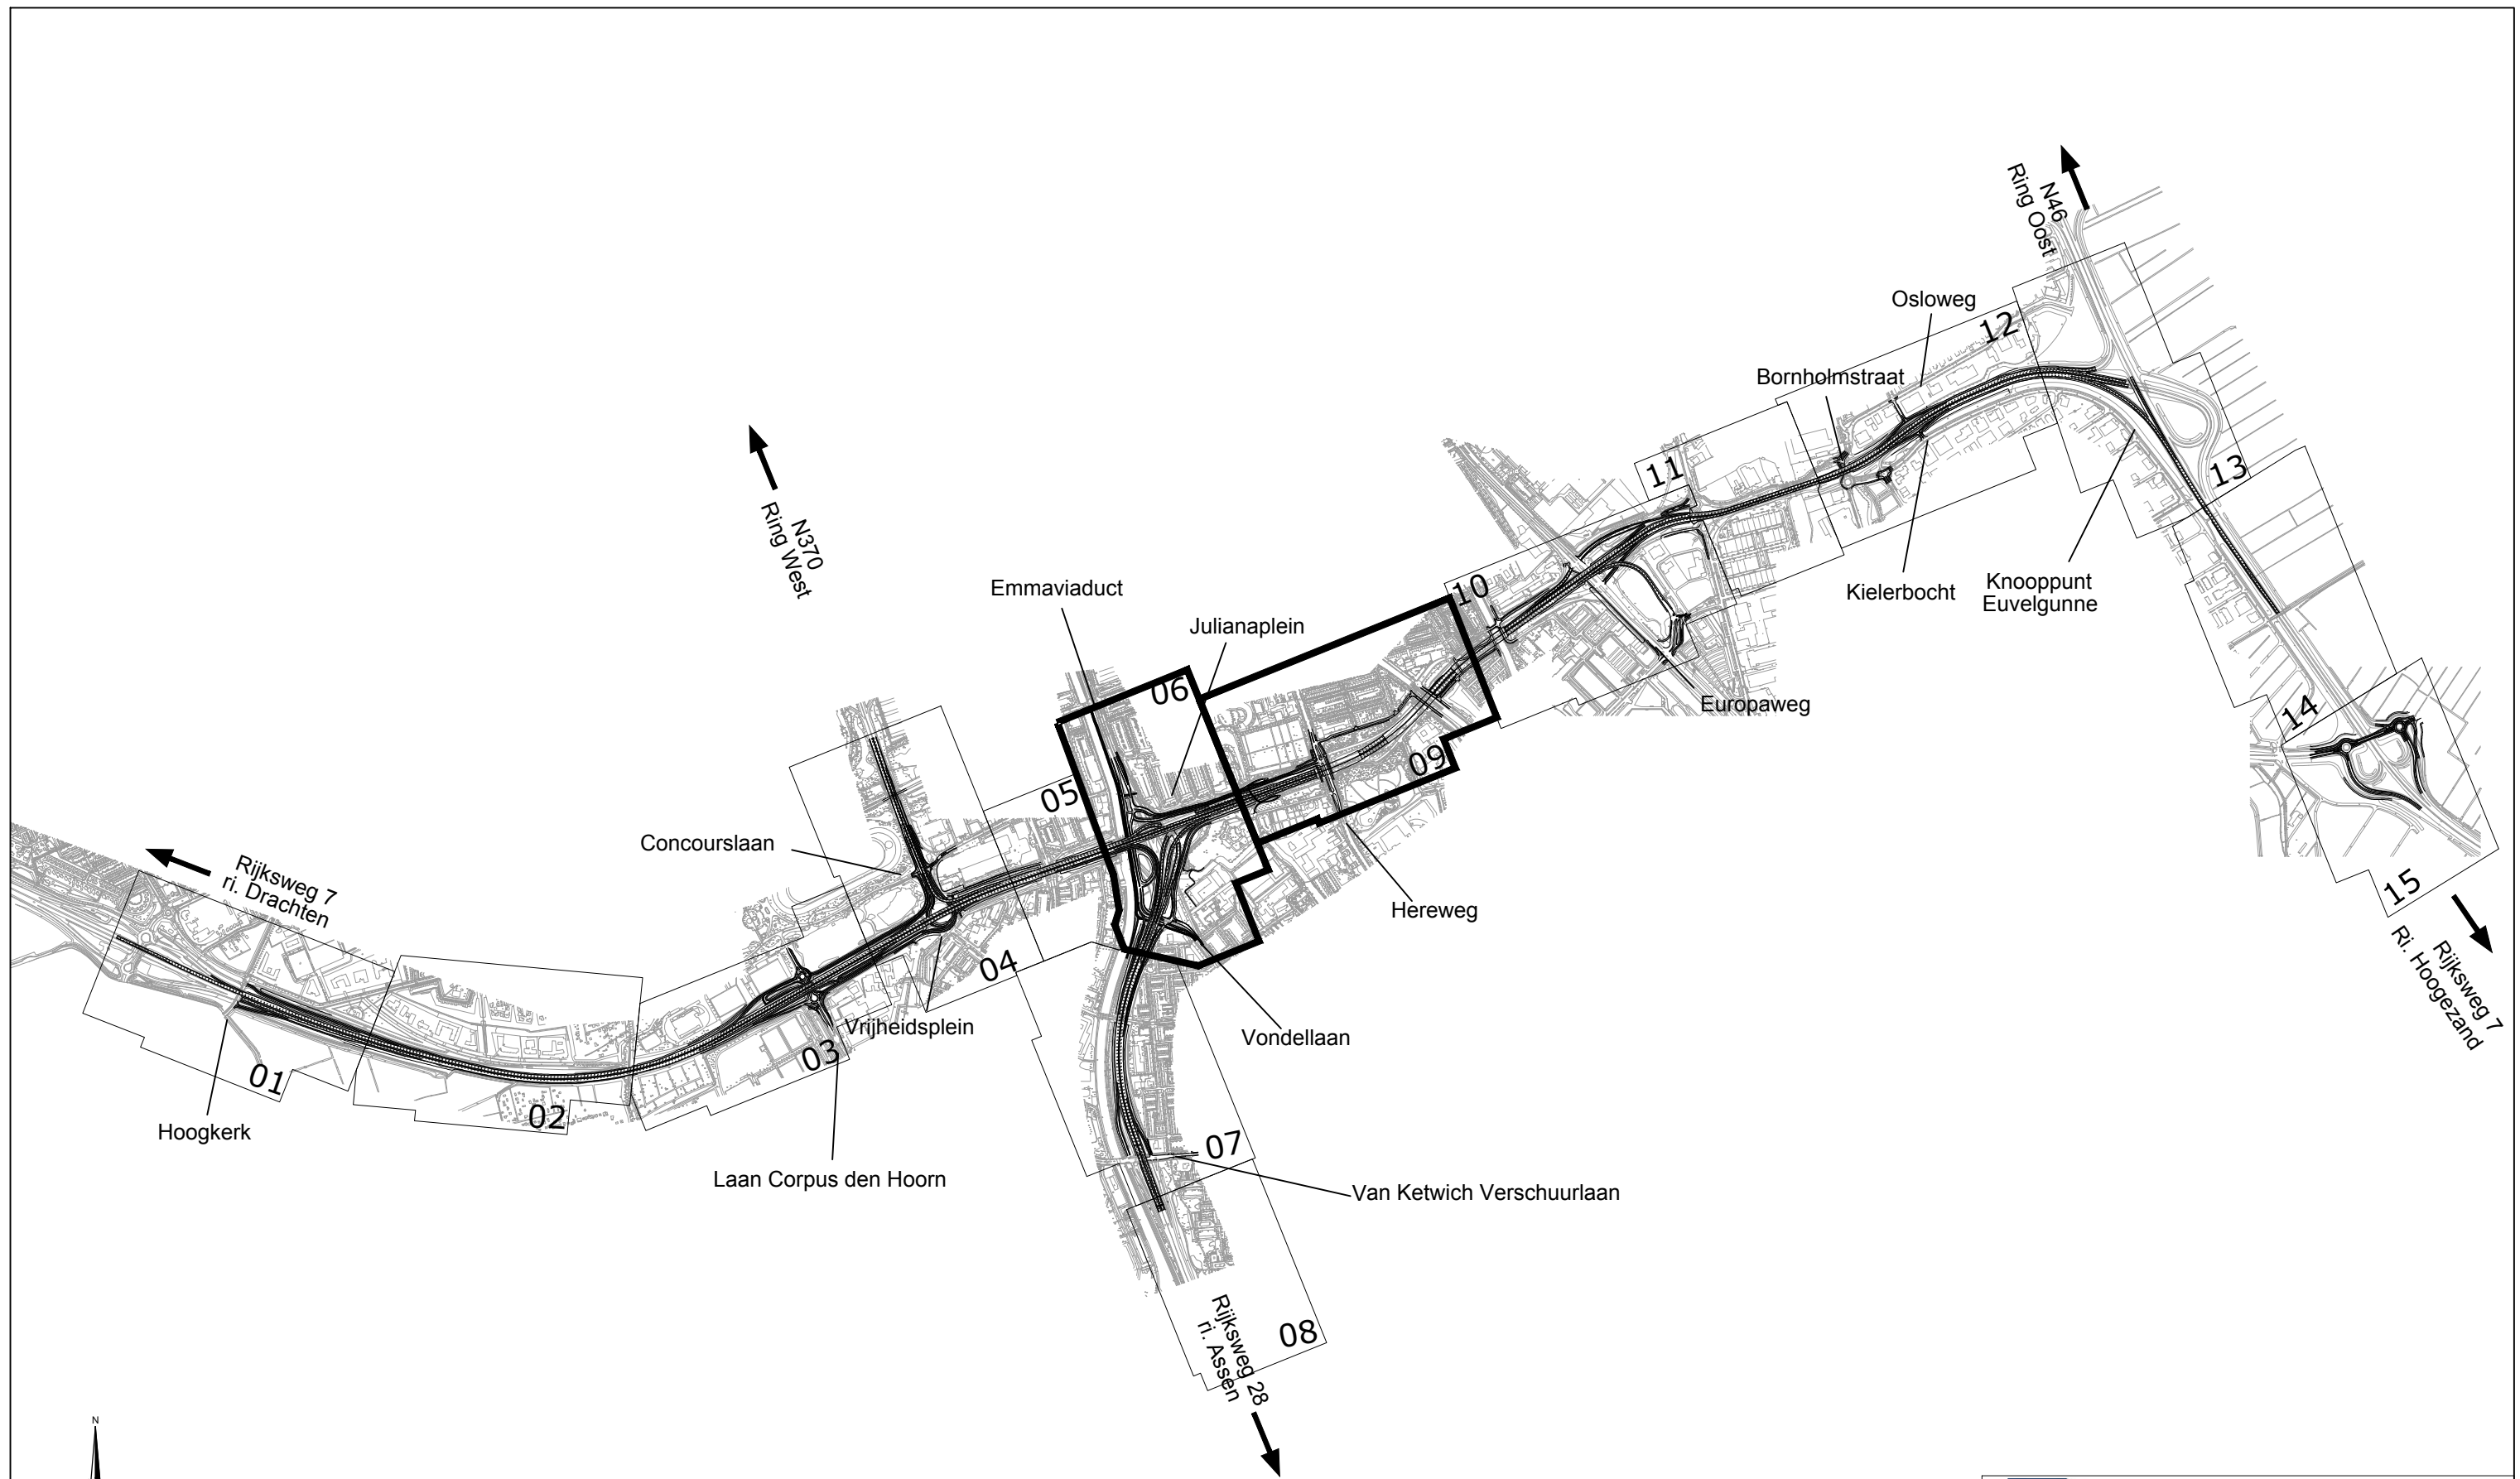 N46
Ring Oost
Osloweg
12
Bornholmstraat
11
13
N370
Ring West
Emmaviaduct
10
Kielerbocht
Knooppunt
Euvelgunne
Julianaplein
06
Europaweg
14
09
05
Concourslaan
Rijksweg 7
ri. Drachten
15
Hereweg
Rijksweg 7
Ri. Hoogezand
04
Vrijheidsplein
Vondellaan
03
01
02
Hoogkerk
07
Laan Corpus den Hoorn
Van Ketwich Verschuurlaan
Rijksweg 28
ri. Assen
08
N